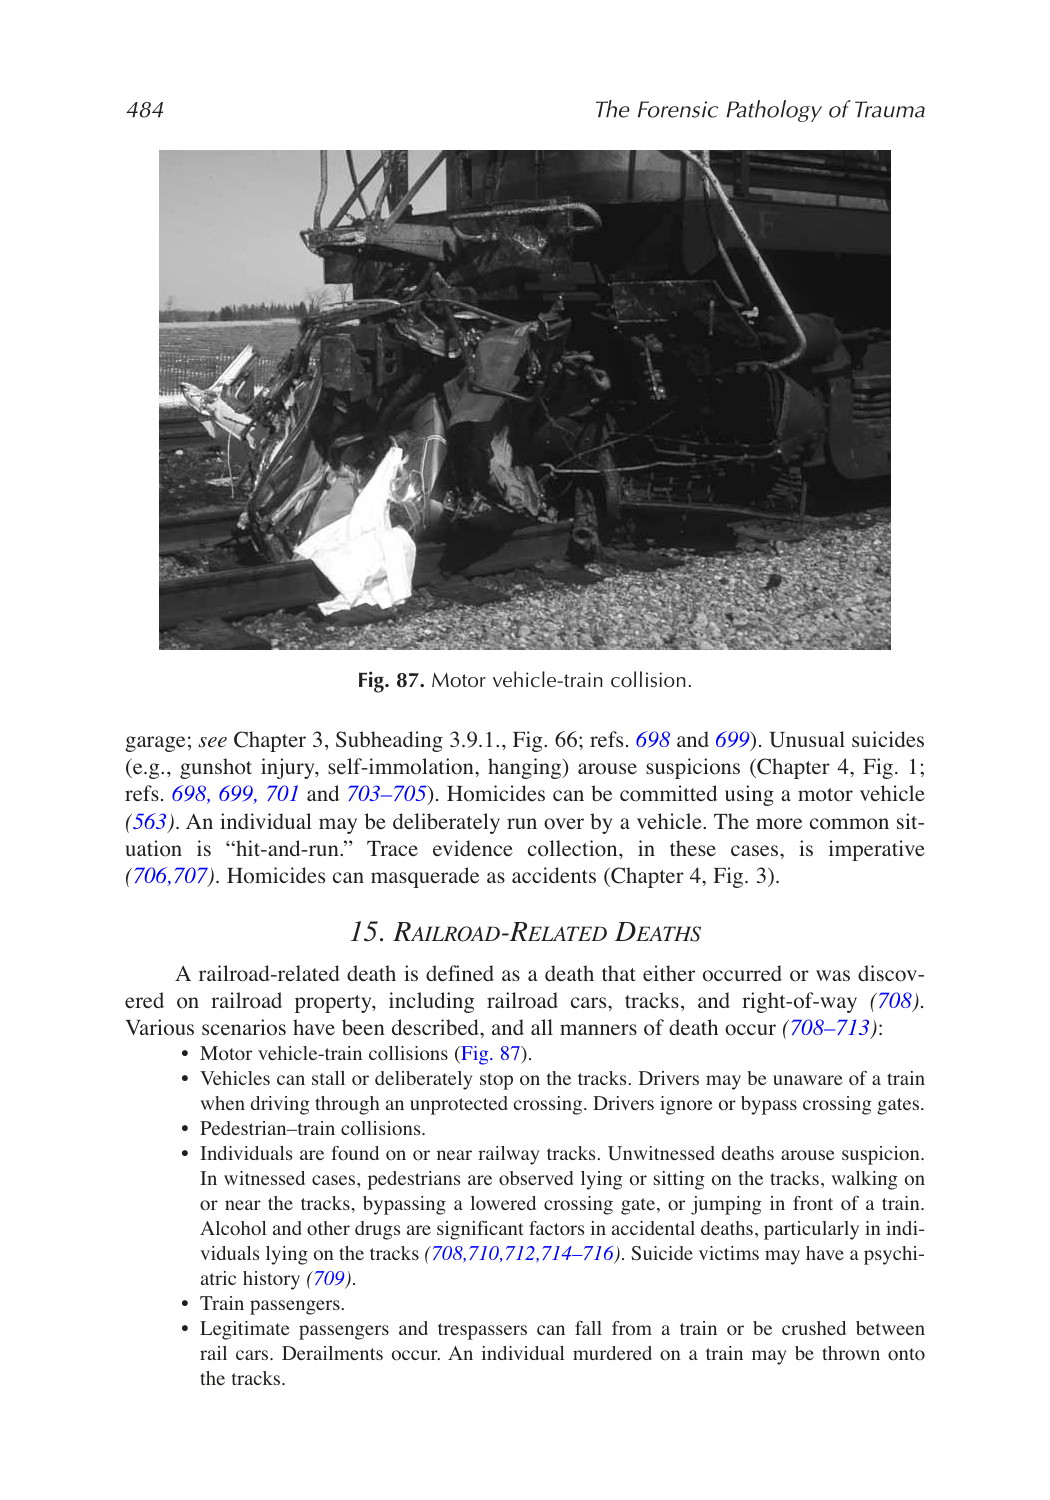 484
The Forensic Pathology of Trauma
Fig. 87. Motor vehicle-train collision.
garage; see Chapter 3, Subheading 3.9.1., Fig. 66; refs. 698 and 699). Unusual suicides
(e.g., gunshot injury, self-immolation, hanging) arouse suspicions (Chapter 4, Fig. 1;
refs. 698, 699, 701 and 703–705). Homicides can be committed using a motor vehicle
(563). An individual may be deliberately run over by a vehicle. The more common sit-
uation is “hit-and-run.” Trace evidence collection, in these cases, is imperative
(706,707). Homicides can masquerade as accidents (Chapter 4, Fig. 3).
15. RAILROAD-RELATED DEATHS
A railroad-related death is defined as a death that either occurred or was discov-
ered on railroad property, including railroad cars, tracks, and right-of-way (708).
Various scenarios have been described, and all manners of death occur (708–713):
• Motor vehicle-train collisions (Fig. 87).
• Vehicles can stall or deliberately stop on the tracks. Drivers may be unaware of a train
when driving through an unprotected crossing. Drivers ignore or bypass crossing gates.
• Pedestrian–train collisions.
• Individuals are found on or near railway tracks. Unwitnessed deaths arouse suspicion.
In witnessed cases, pedestrians are observed lying or sitting on the tracks, walking on
or near the tracks, bypassing a lowered crossing gate, or jumping in front of a train.
Alcohol and other drugs are significant factors in accidental deaths, particularly in indi-
viduals lying on the tracks (708,710,712,714–716). Suicide victims may have a psychi-
atric history (709).
• Train passengers.
• Legitimate passengers and trespassers can fall from a train or be crushed between
rail cars. Derailments occur. An individual murdered on a train may be thrown onto
the tracks.